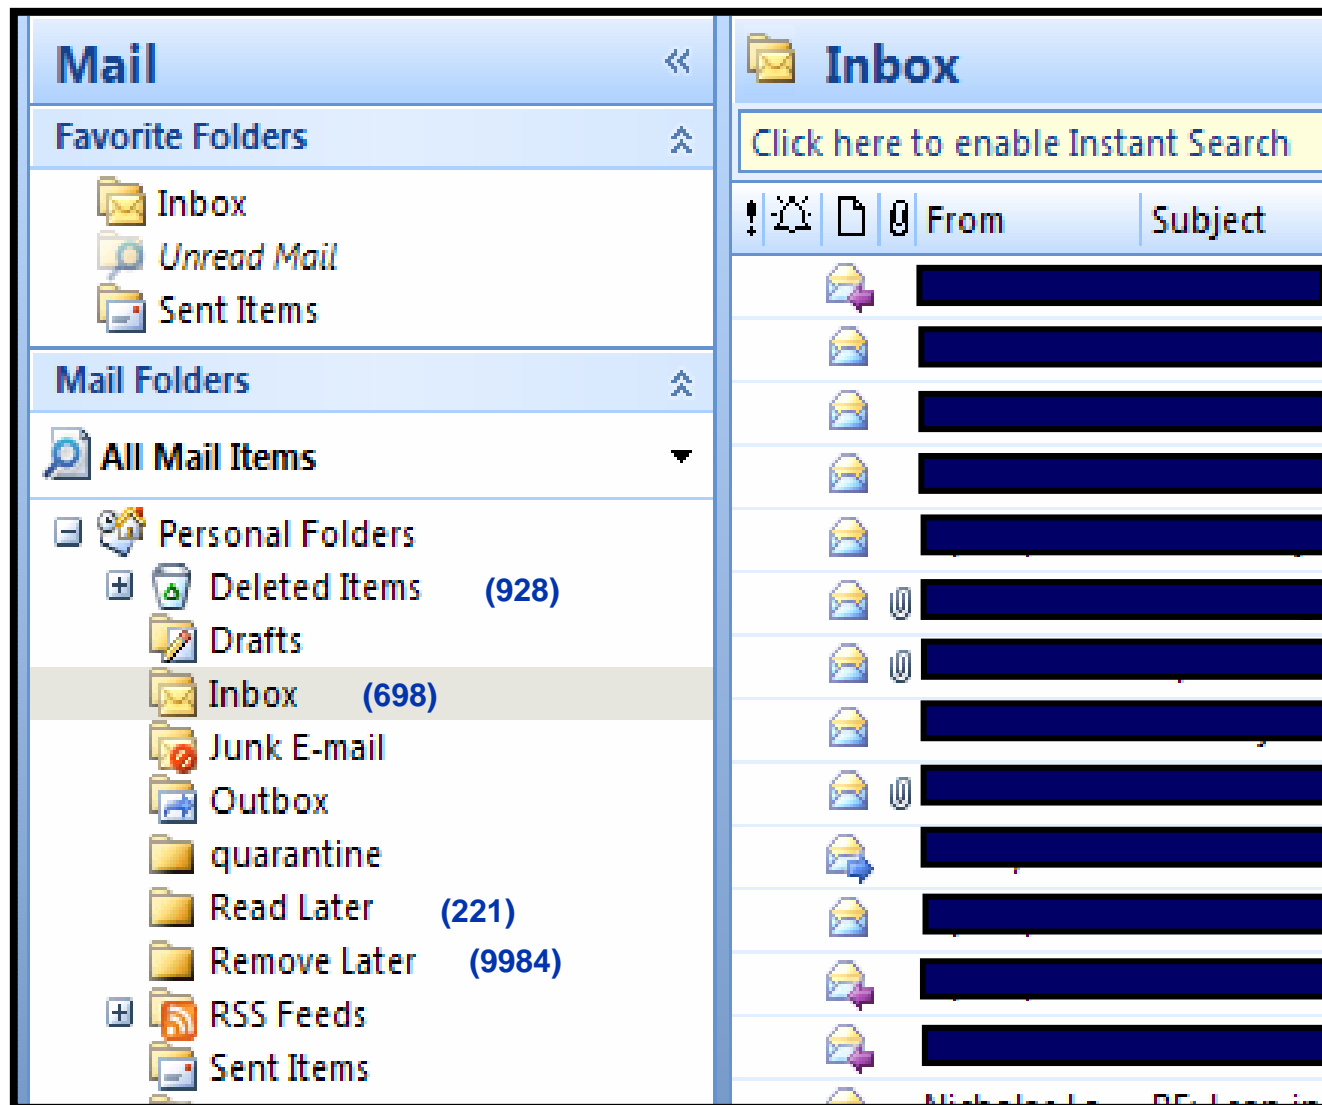 Mail
Favorite Folders
Inbox
Unread Mail
Sent Items
Mail Folders
All Mail Items
Personal Folders
Deleted Items (928)
Drafts
Inbox (698)
Junk E-mail
Outbox
quarantine
Read Later (221)
Remove Later (9984)
RSS Feeds
Sent Items
Inbox
Click here to enable Instant Search
! From Subject